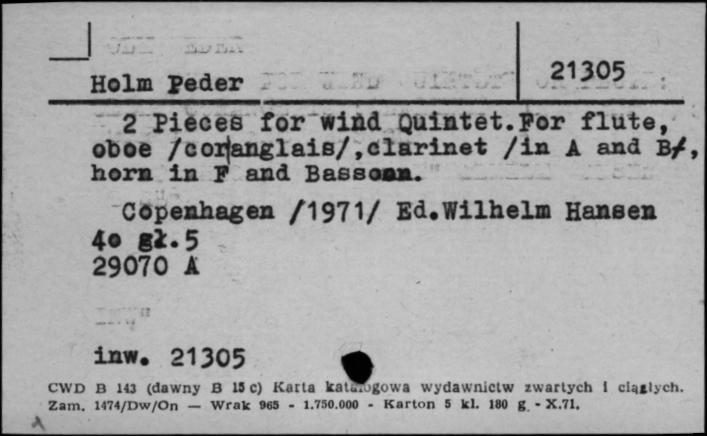 21305
Holm Peder
2 Pieces for wind Quintet.For flute,
oboe /cor anglais/,clarinet /in A and B/,
horn in F and Bassoon.
Copenhagen /1971/ Ed.Wilhelm Hansen
4o gł.5
29070 A
inw. 21305
CWD B 143 (dawny B 15 c) Karta katalogowa wydawnictw zwartych i ciągłych.
Zam. 1474/Dw/On — Wrak 965 - 1.750.000 - Karton 5 kl. 180 g. - X.71.